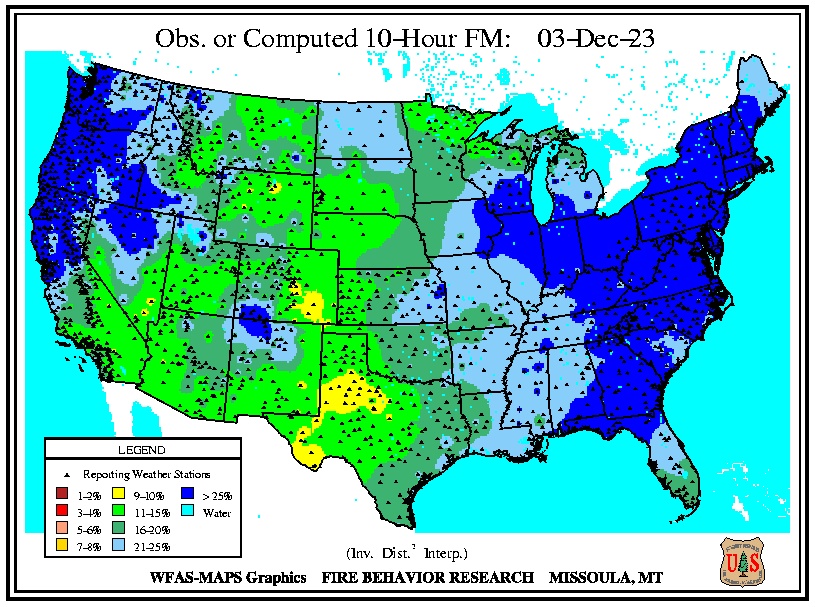 Obs. or Computed 10-Hour FM: 03-Dec-23
LEGEND
Reporting Weather Stations
1-2% 9-10% > 25%
3-4% 11-15% Water
5-6% 16-20%
7-8% 21-25%
(Inv. Dist.² Interp.)
WFAS-MAPS Graphics FIRE BEHAVIOR RESEARCH MISSOULA, MT
U S